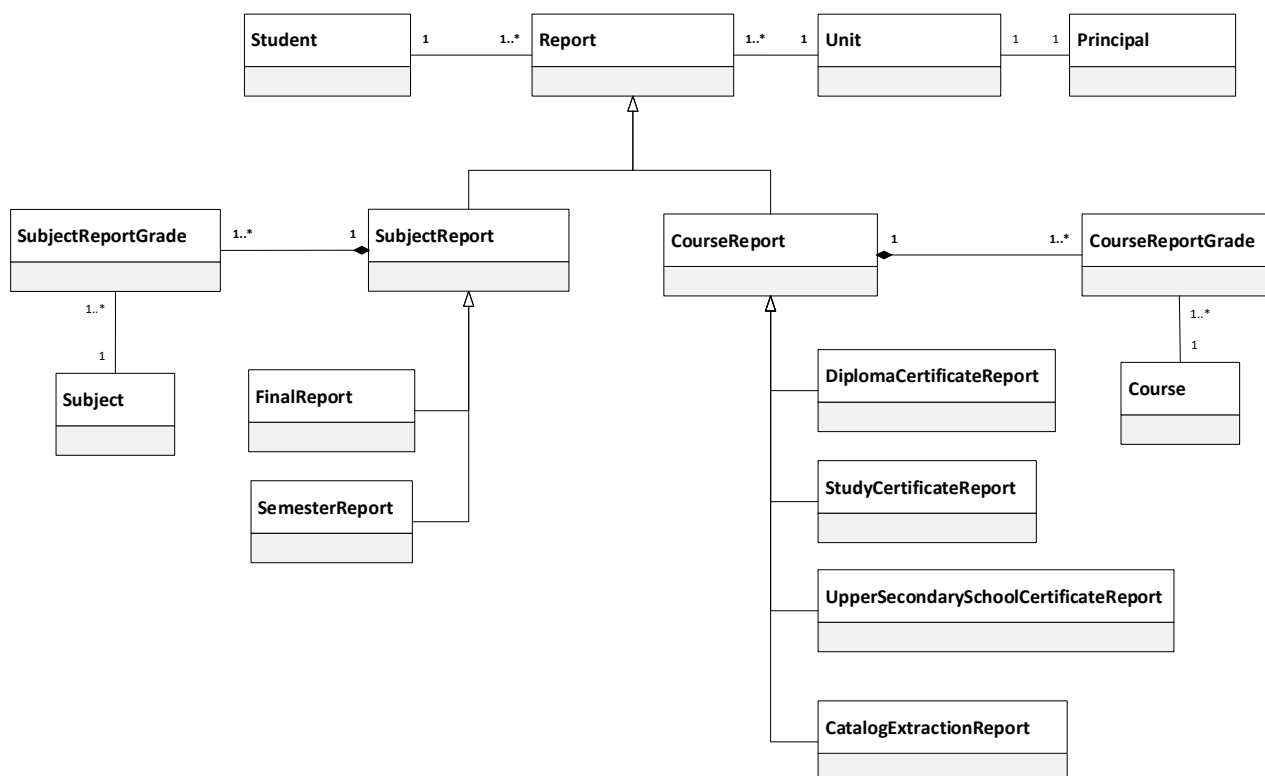 Student
1
1..*
Report
1..*
1
Unit
1
1
Principal
SubjectReportGrade
1..*
1
SubjectReport
CourseReport
1
1..*
CourseReportGrade
1..*
1
Subject
1..*
1
Course
FinalReport
SemesterReport
DiplomaCertificateReport
StudyCertificateReport
UpperSecondarySchoolCertificateReport
CatalogExtractionReport